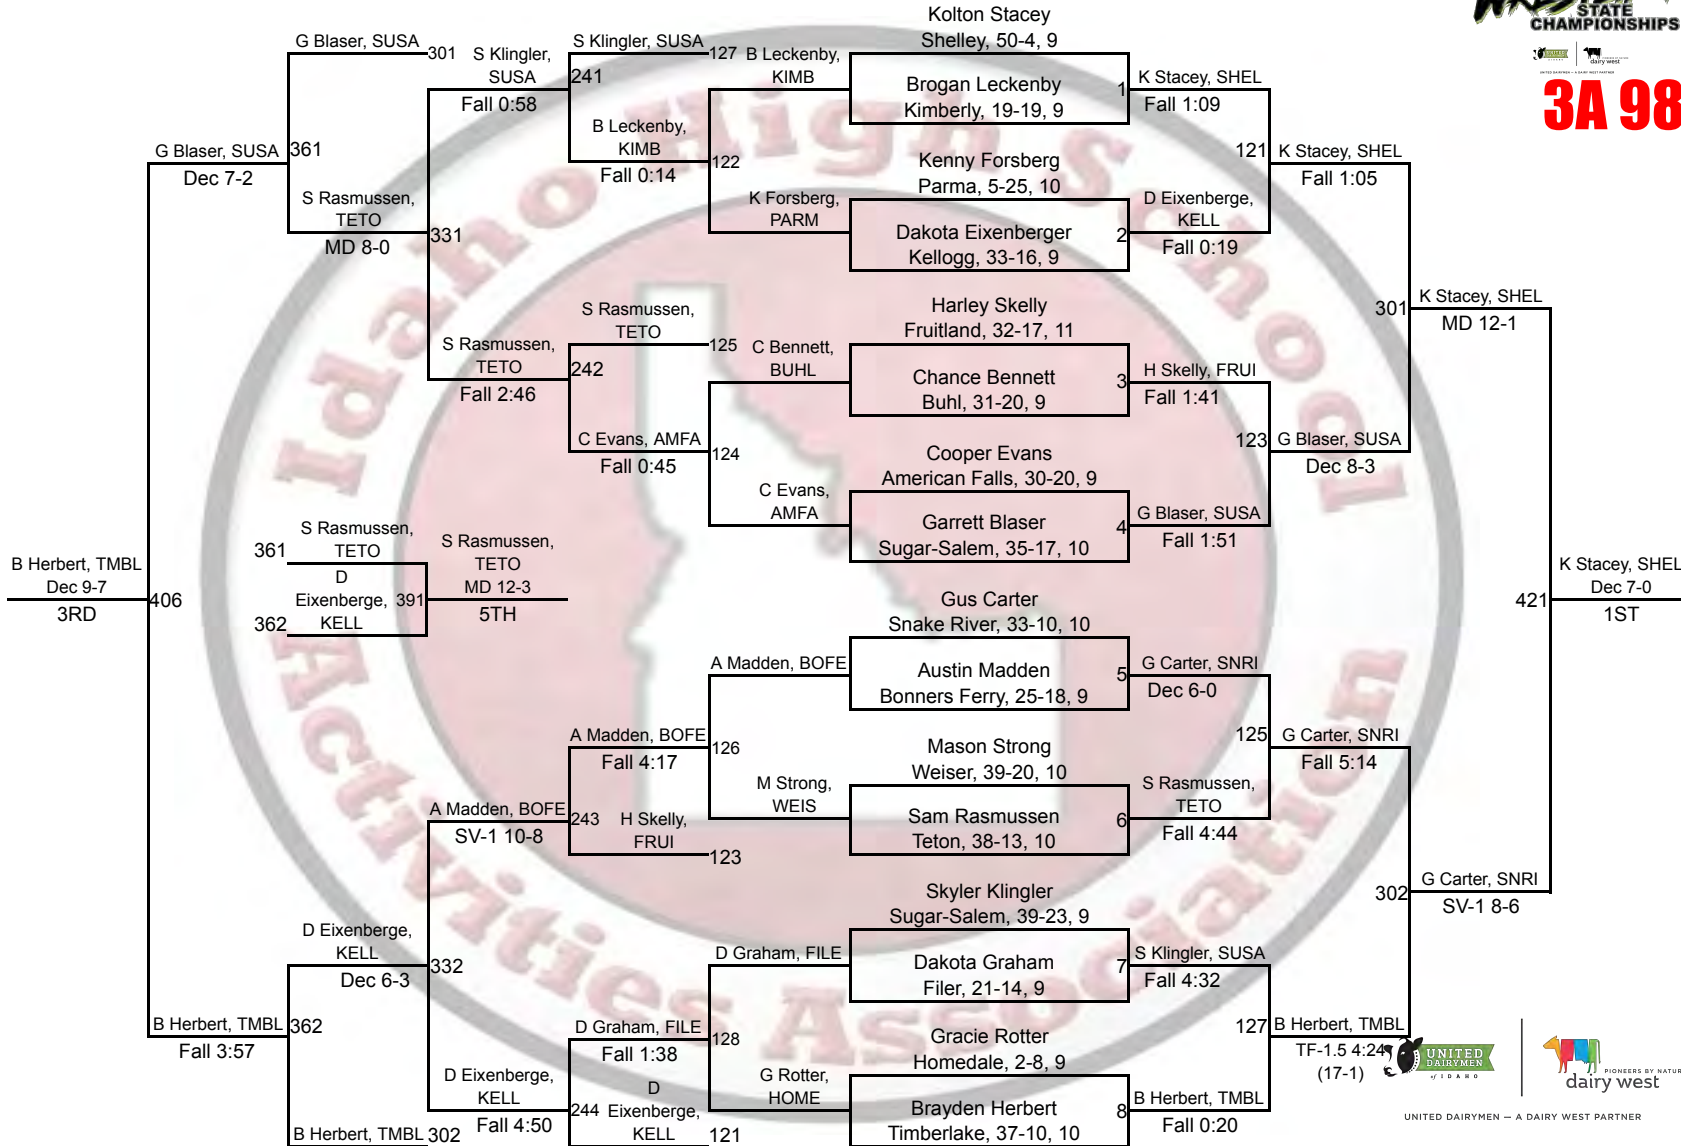 STATE
CHAMPIONSHIPS
dairy west
UNITED DAIRYMEN — A DAIRY WEST PARTNER
3A 98
Idaho High School
Activities Association
Kolton Stacey
Shelley, 50-4, 9
Brogan Leckenby
Kimberly, 19-19, 9
1
Kenny Forsberg
Parma, 5-25, 10
Dakota Eixenberger
Kellogg, 33-16, 9
2
Harley Skelly
Fruitland, 32-17, 11
Chance Bennett
Buhl, 31-20, 9
3
Cooper Evans
American Falls, 30-20, 9
Garrett Blaser
Sugar-Salem, 35-17, 10
4
Gus Carter
Snake River, 33-10, 10
Austin Madden
Bonners Ferry, 25-18, 9
5
Mason Strong
Weiser, 39-20, 10
Sam Rasmussen
Teton, 38-13, 10
6
Skyler Klingler
Sugar-Salem, 39-23, 9
Dakota Graham
Filer, 21-14, 9
7
Gracie Rotter
Homedale, 2-8, 9
Brayden Herbert
Timberlake, 37-10, 10
8
K Stacey, SHEL
Fall 1:09
D Eixenberge,
KELL
Fall 0:19
H Skelly, FRUI
Fall 1:41
G Blaser, SUSA
Fall 1:51
G Carter, SNRI
Dec 6-0
S Rasmussen,
TETO
Fall 4:44
S Klingler, SUSA
Fall 4:32
B Herbert, TMBL
Fall 0:20
121
K Stacey, SHEL
Fall 1:05
123
G Blaser, SUSA
Dec 8-3
125
G Carter, SNRI
Fall 5:14
127
B Herbert, TMBL
TF-1.5 4:24
(17-1)
301
K Stacey, SHEL
MD 12-1
302
G Carter, SNRI
SV-1 8-6
421
K Stacey, SHEL
Dec 7-0
1ST
B Leckenby,
KIMB
K Forsberg,
PARM
C Bennett,
BUHL
C Evans,
AMFA
A Madden, BOFE
M Strong,
WEIS
D Graham, FILE
G Rotter,
HOME
S Klingler, SUSA
127
B Leckenby,
KIMB
Fall 0:14
122
S Rasmussen,
TETO
125
C Evans, AMFA
Fall 0:45
124
A Madden, BOFE
Fall 4:17
126
H Skelly,
FRUI
123
D Graham, FILE
Fall 1:38
128
D
Eixenberge,
KELL
121
S Klingler,
SUSA
Fall 0:58
241
S Rasmussen,
TETO
Fall 2:46
242
A Madden, BOFE
SV-1 10-8
243
D Eixenberge,
KELL
Fall 4:50
244
G Blaser, SUSA
301
S Rasmussen,
TETO
MD 8-0
331
D Eixenberge,
KELL
Dec 6-3
332
B Herbert, TMBL
302
G Blaser, SUSA
Dec 7-2
361
B Herbert, TMBL
Fall 3:57
362
361
S Rasmussen,
TETO
362
D
Eixenberge,
KELL
391
S Rasmussen,
TETO
MD 12-3
5TH
B Herbert, TMBL
Dec 9-7
3RD
406
UNITED
DAIRYMEN
of IDAHO
PIONEERS BY NATUR
dairy west
UNITED DAIRYMEN — A DAIRY WEST PARTNER